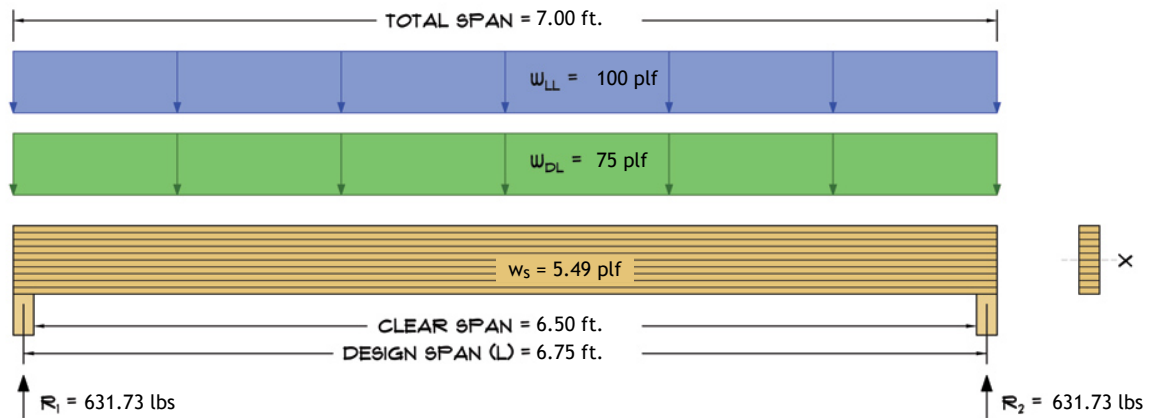 TOTAL SPAN = 7.00 ft.
WLL = 100 plf
WDL = 75 plf
ws = 5.49 plf
X
CLEAR SPAN = 6.50 ft.
DESIGN SPAN (L) = 6.75 ft.
R1 = 631.73 lbs
R2 = 631.73 lbs